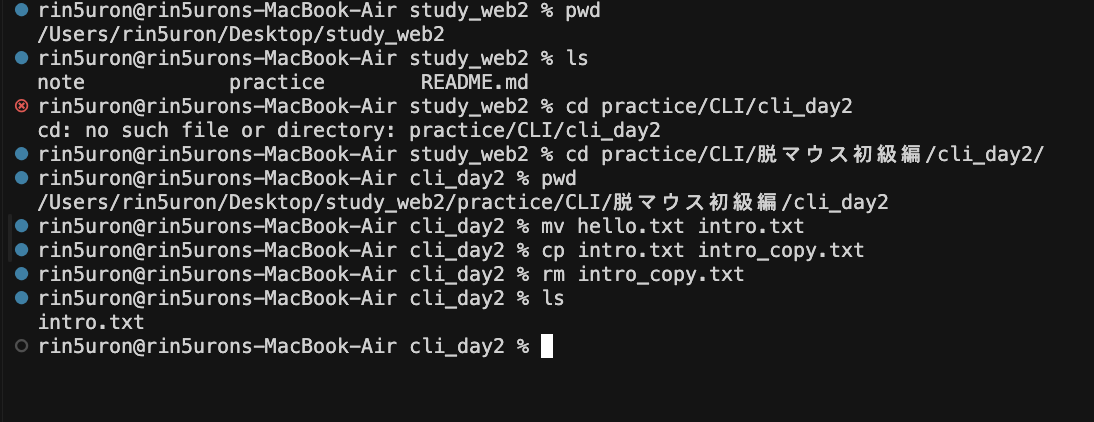 rin5uron@rin5urons-MacBook-Air study_web2 % pwd
/Users/rin5uron/Desktop/study_web2
rin5uron@rin5urons-MacBook-Air study_web2 % ls
note            practice        README.md
rin5uron@rin5urons-MacBook-Air study_web2 % cd practice/CLI/cli_day2
cd: no such file or directory: practice/CLI/cli_day2
rin5uron@rin5urons-MacBook-Air study_web2 % cd practice/CLI/脱マウス初級編/cli_day2/
rin5uron@rin5urons-MacBook-Air cli_day2 % pwd
/Users/rin5uron/Desktop/study_web2/practice/CLI/脱マウス初級編/cli_day2
rin5uron@rin5urons-MacBook-Air cli_day2 % mv hello.txt intro.txt
rin5uron@rin5urons-MacBook-Air cli_day2 % cp intro.txt intro_copy.txt
rin5uron@rin5urons-MacBook-Air cli_day2 % rm intro_copy.txt
rin5uron@rin5urons-MacBook-Air cli_day2 % ls
intro.txt
rin5uron@rin5urons-MacBook-Air cli_day2 %